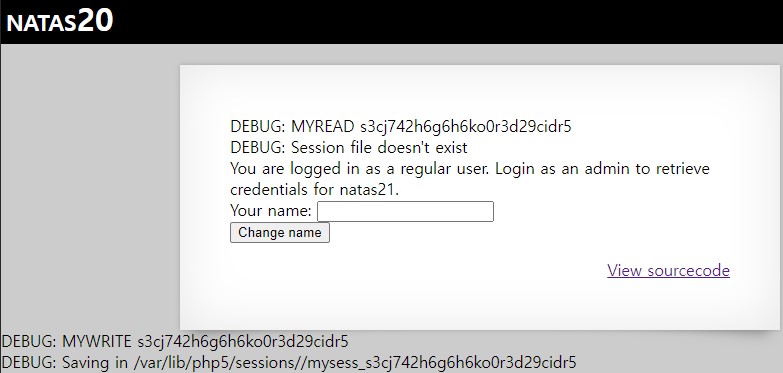 NATAS20
DEBUG: MYREAD s3cj742h6g6h6ko0r3d29cidr5
DEBUG: Session file doesn't exist
You are logged in as a regular user. Login as an admin to retrieve
credentials for natas21.
Your name:
Change name
View sourcecode
DEBUG: MYWRITE s3cj742h6g6h6ko0r3d29cidr5
DEBUG: Saving in /var/lib/php5/sessions//mysess_s3cj742h6g6h6ko0r3d29cidr5